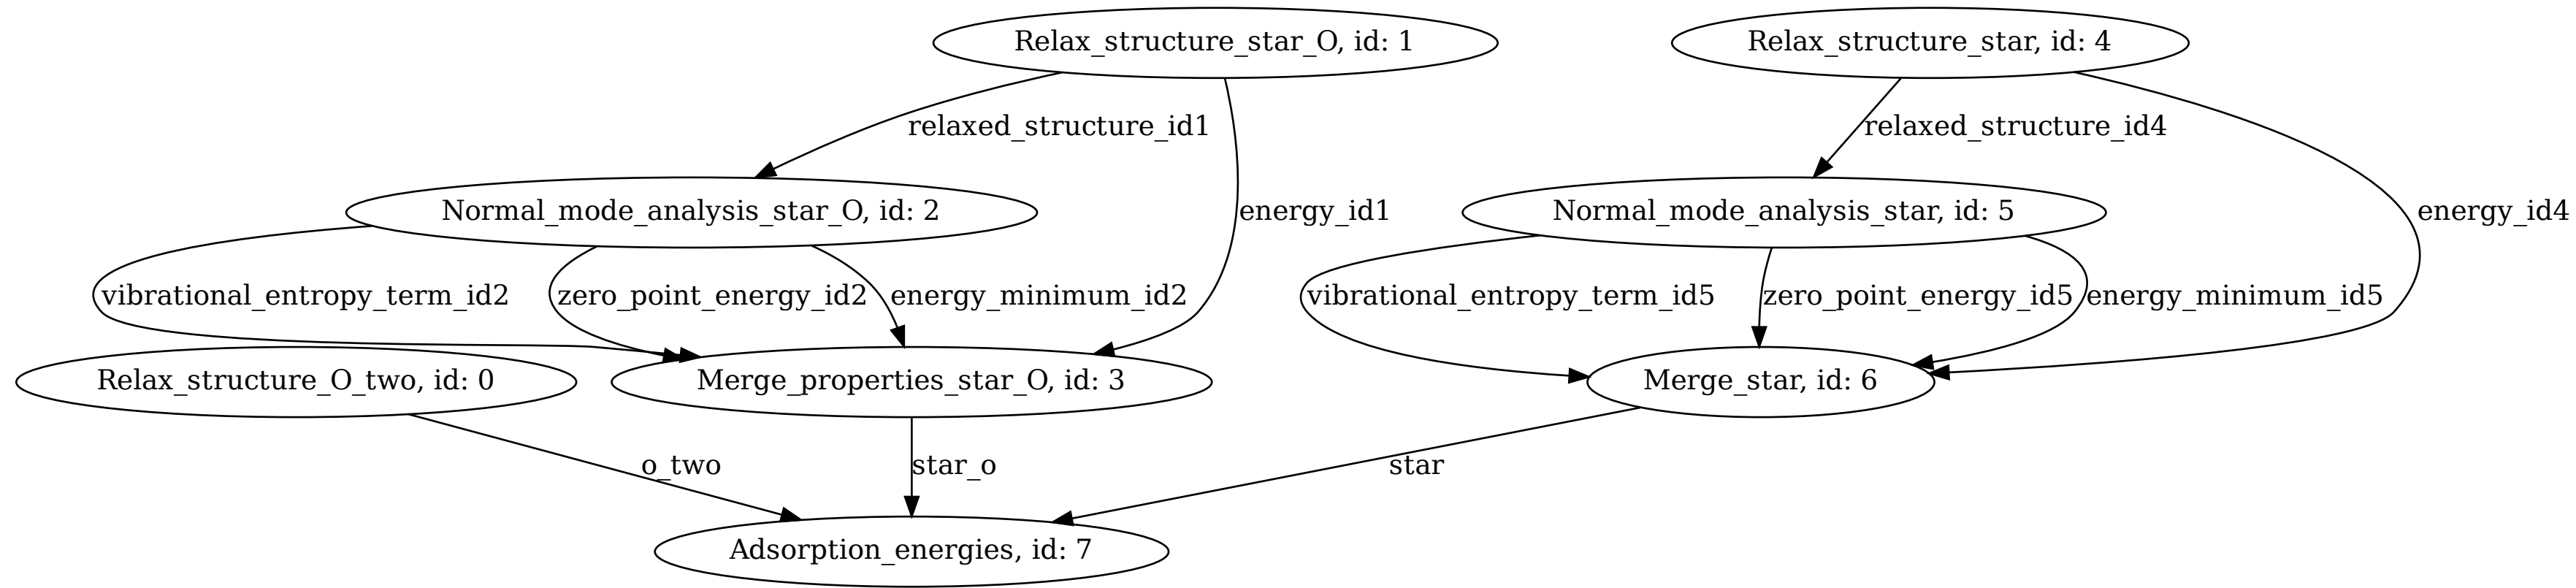 Relax_structure_star_O, id: 1
Relax_structure_star, id: 4
relaxed_structure_id1
relaxed_structure_id4
Normal_mode_analysis_star_O, id: 2
energy_id1
Normal_mode_analysis_star, id: 5
energy_id4
vibrational_entropy_term_id2
zero_point_energy_id2
energy_minimum_id2
vibrational_entropy_term_id5
zero_point_energy_id5
energy_minimum_id5
Relax_structure_O_two, id: 0
Merge_properties_star_O, id: 3
Merge_star, id: 6
o_two
star_o
star
Adsorption_energies, id: 7